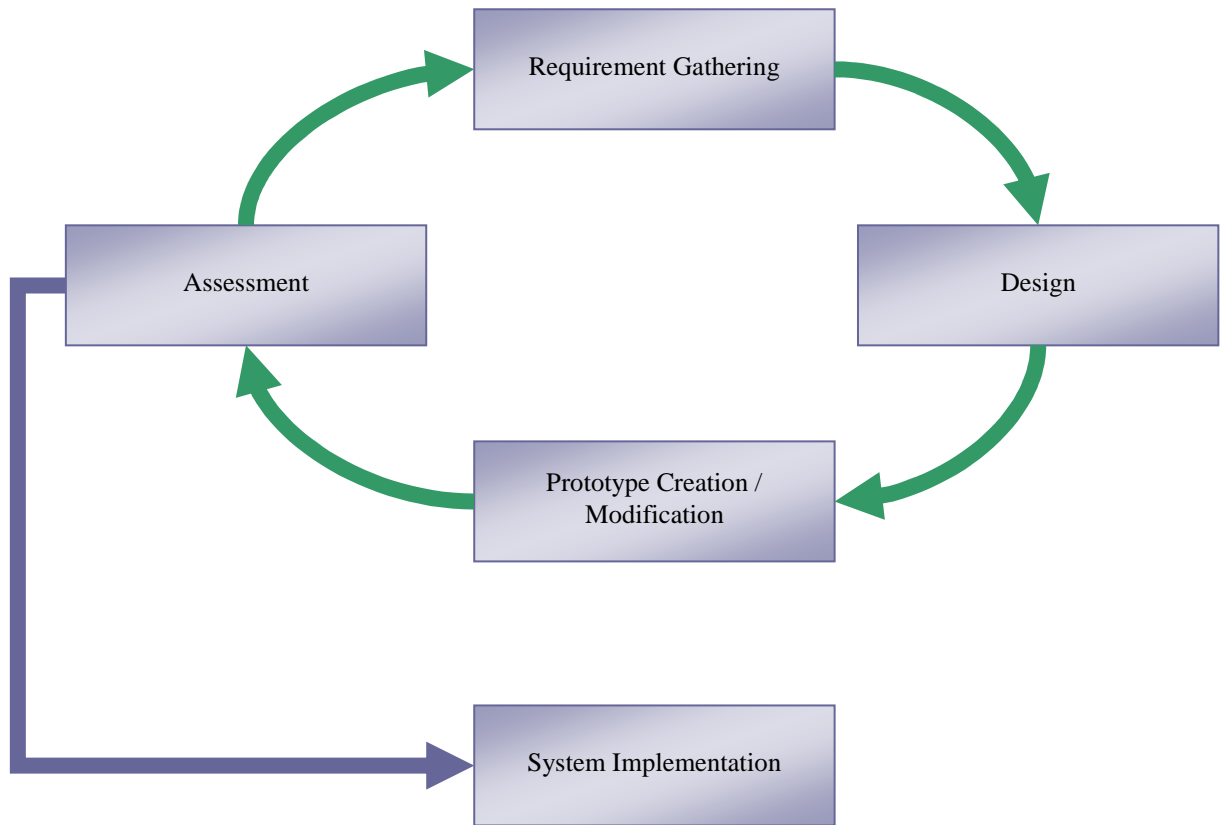 Requirement Gathering
Assessment
Design
Prototype Creation /
Modification
System Implementation